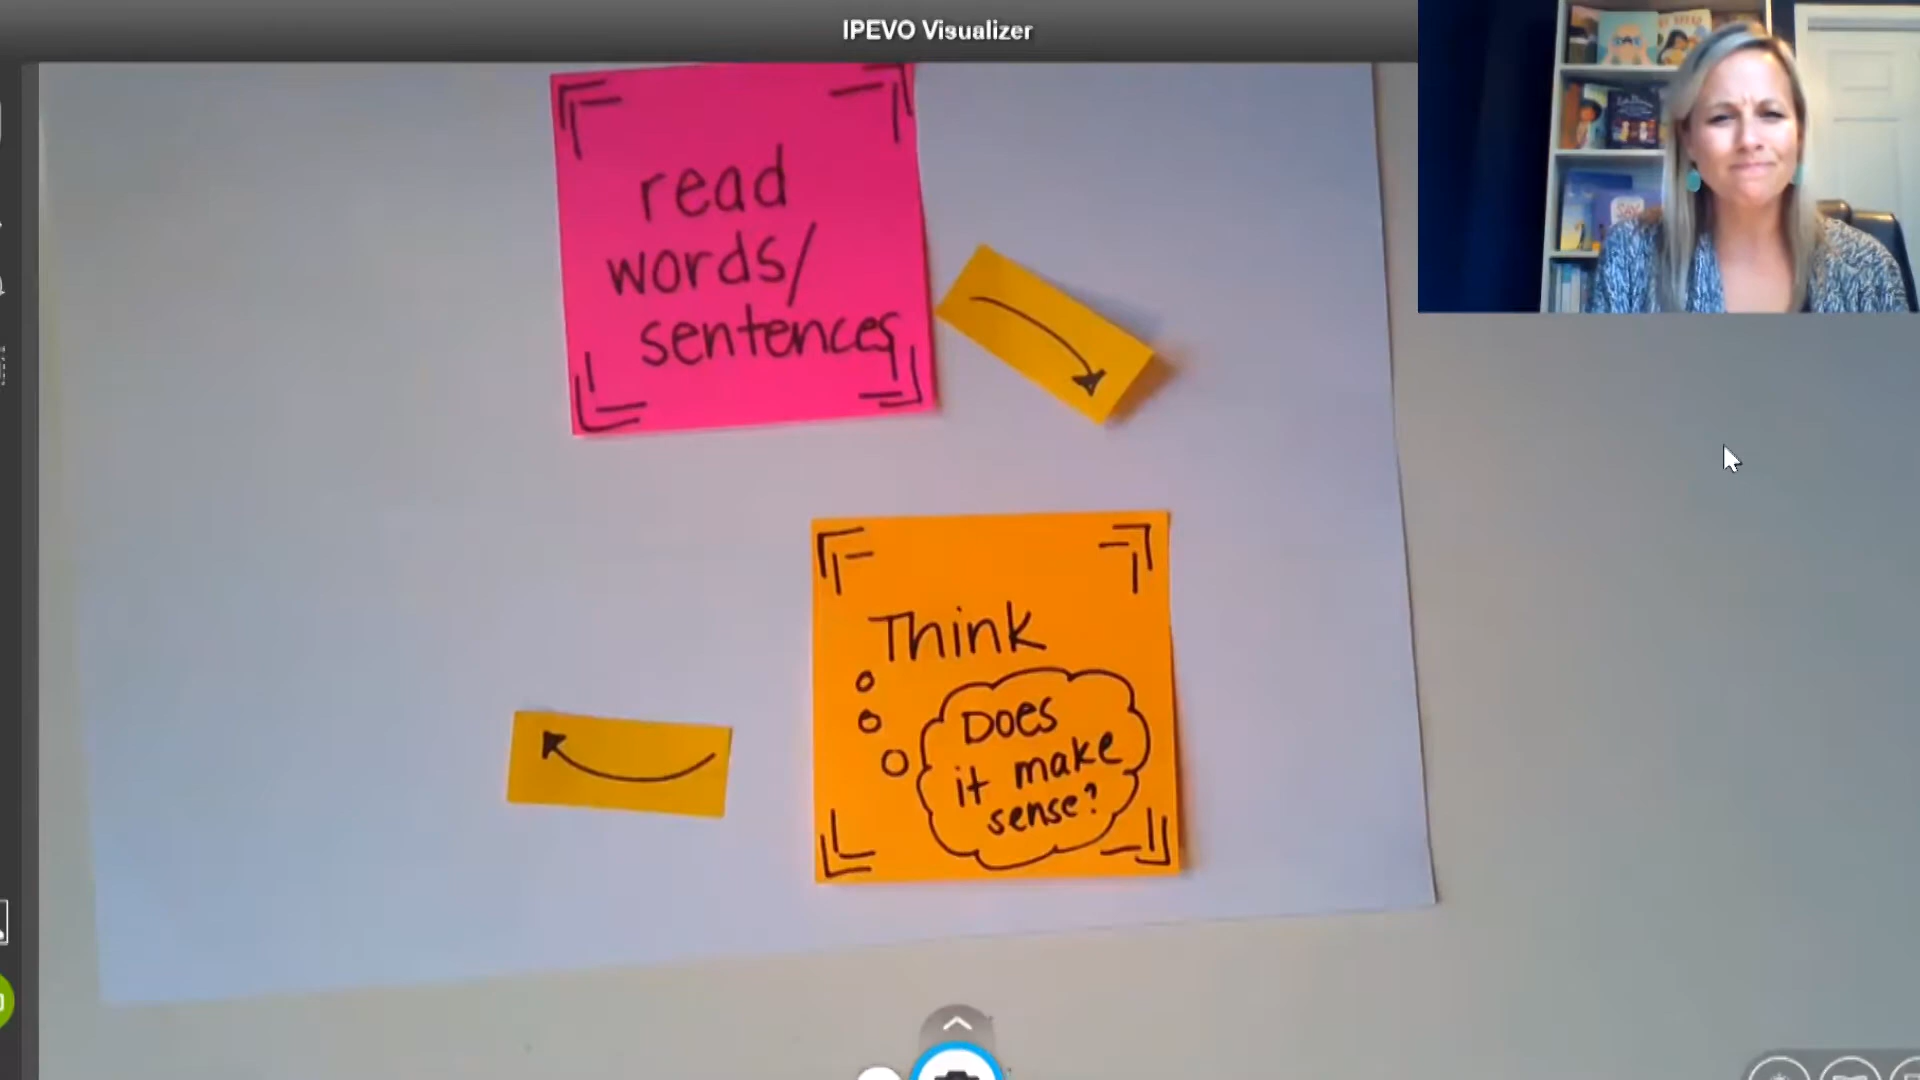 IPEVO Visualizer
read
words/
sentences
Think
Does
it make
sense?